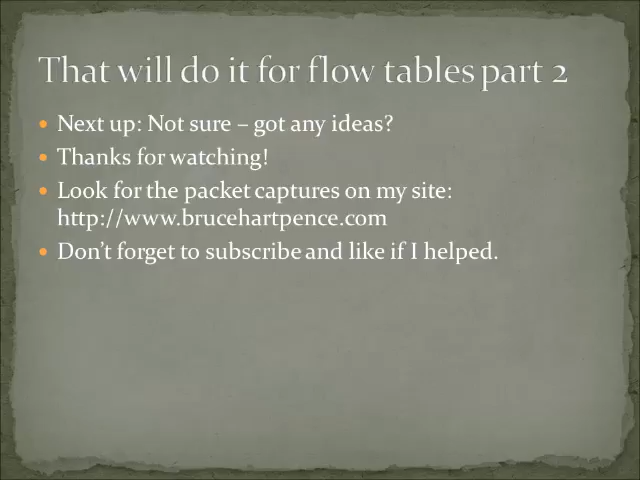 That will do it for flow tables part 2
• Next up: Not sure – got any ideas?
• Thanks for watching!
• Look for the packet captures on my site:
http://www.brucehartpence.com
• Don't forget to subscribe and like if I helped.